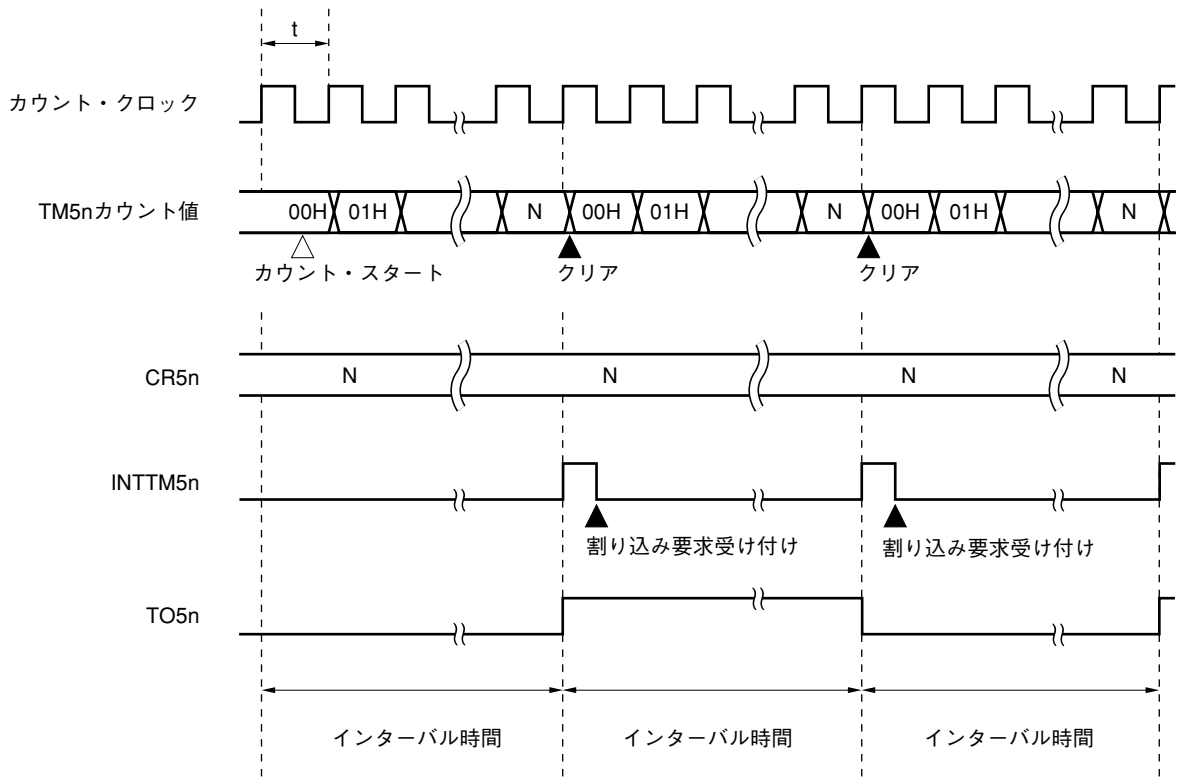 t
カウント・クロック
TM5nカウント値 00H 01H N 00H 01H N 00H 01H N
カウント・スタート クリア クリア
CR5n N N N N
INTTM5n
割り込み要求受け付け 割り込み要求受け付け
TO5n
インターバル時間 インターバル時間 インターバル時間